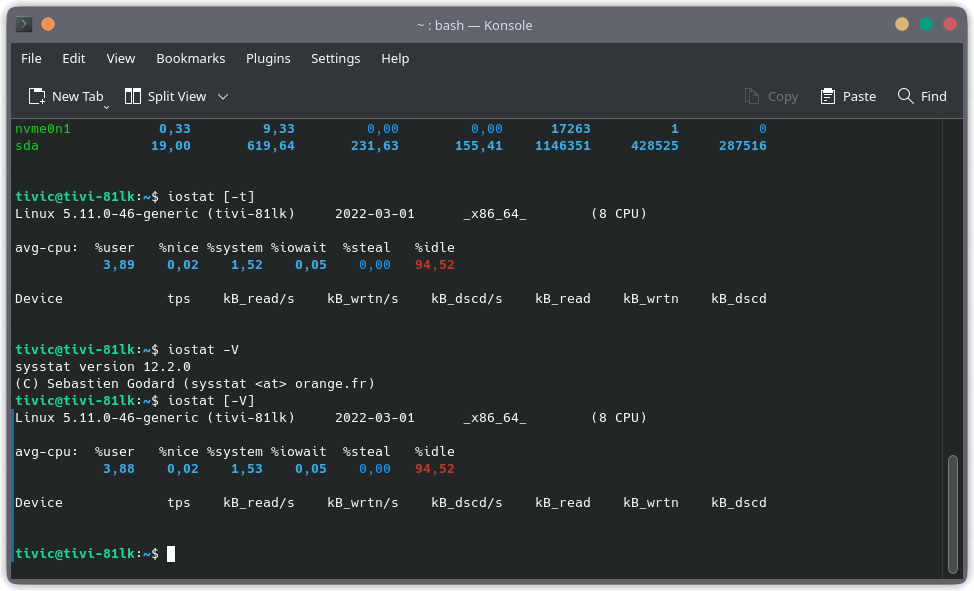 ~ : bash — Konsole
File Edit View Bookmarks Plugins Settings Help
New Tab Split View Copy Paste Find
nvme0n1 0,33 9,33 0,00 0,00 17263 1 0
sda 19,00 619,64 231,63 155,41 1146351 428525 287516
tivic@tivi-81lk:~$ iostat [-t]
Linux 5.11.0-46-generic (tivi-81lk) 2022-03-01 _x86_64_ (8 CPU)
avg-cpu: %user %nice %system %iowait %steal %idle
3,89 0,02 1,52 0,05 0,00 94,52
Device tps kB_read/s kB_wrtn/s kB_dscd/s kB_read kB_wrtn kB_dscd
tivic@tivi-81lk:~$ iostat -V
sysstat version 12.2.0
(C) Sebastien Godard (sysstat <at> orange.fr)
tivic@tivi-81lk:~$ iostat [-V]
Linux 5.11.0-46-generic (tivi-81lk) 2022-03-01 _x86_64_ (8 CPU)
avg-cpu: %user %nice %system %iowait %steal %idle
3,88 0,02 1,53 0,05 0,00 94,52
Device tps kB_read/s kB_wrtn/s kB_dscd/s kB_read kB_wrtn kB_dscd
tivic@tivi-81lk:~$